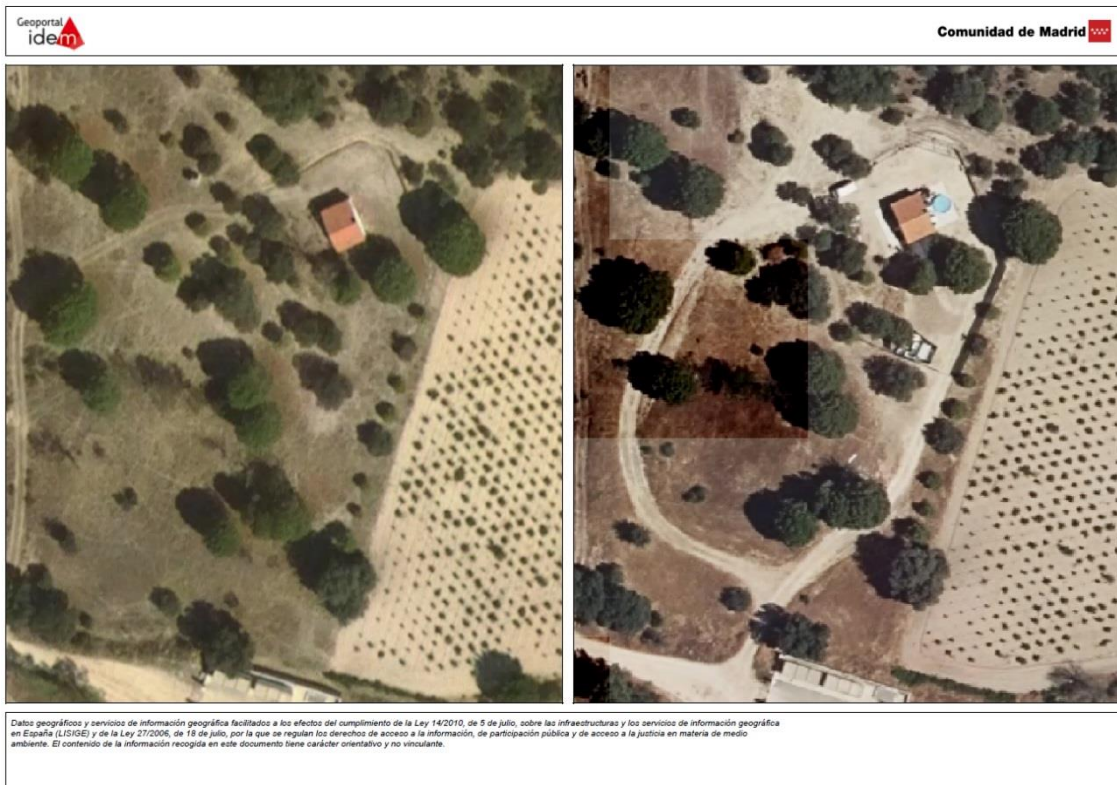 Geoportal
idem
Comunidad de Madrid
Datos geográficos y servicios de información geográfica facilitados a los efectos del cumplimiento de la Ley 14/2010, de 5 de julio, sobre las infraestructuras y los servicios de información geográfica
en España (LISIGE) y de la Ley 27/2006, de 18 de julio, por la que se regulan los derechos de acceso a la información, de participación pública y de acceso a la justicia en materia de medio
ambiente. El contenido de la información recogida en este documento tiene carácter orientativo y no vinculante.